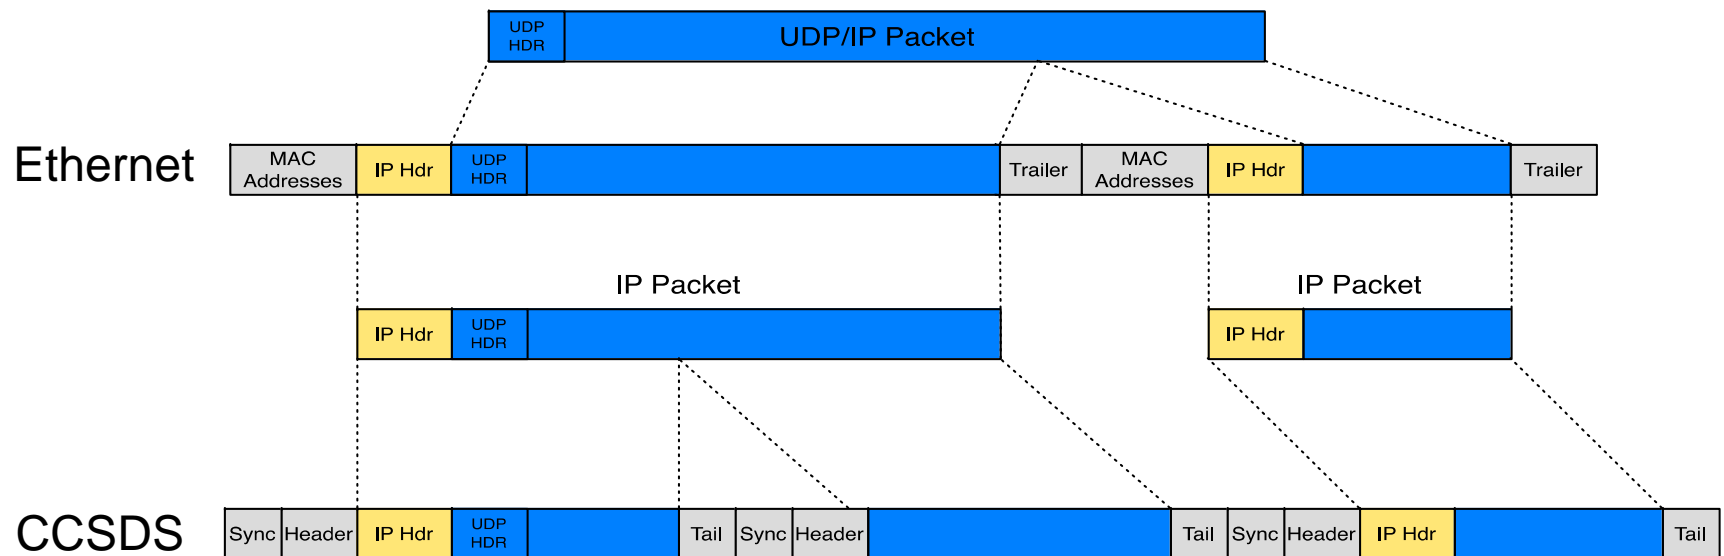 UDP
HDR
UDP/IP Packet
Ethernet
MAC
Addresses
IP Hdr
UDP
HDR
Trailer
MAC
Addresses
IP Hdr
Trailer
IP Packet
IP Packet
IP Hdr
UDP
HDR
IP Hdr
CCSDS
Sync
Header
IP Hdr
UDP
HDR
Tail
Sync
Header
Tail
Sync
Header
IP Hdr
Tail